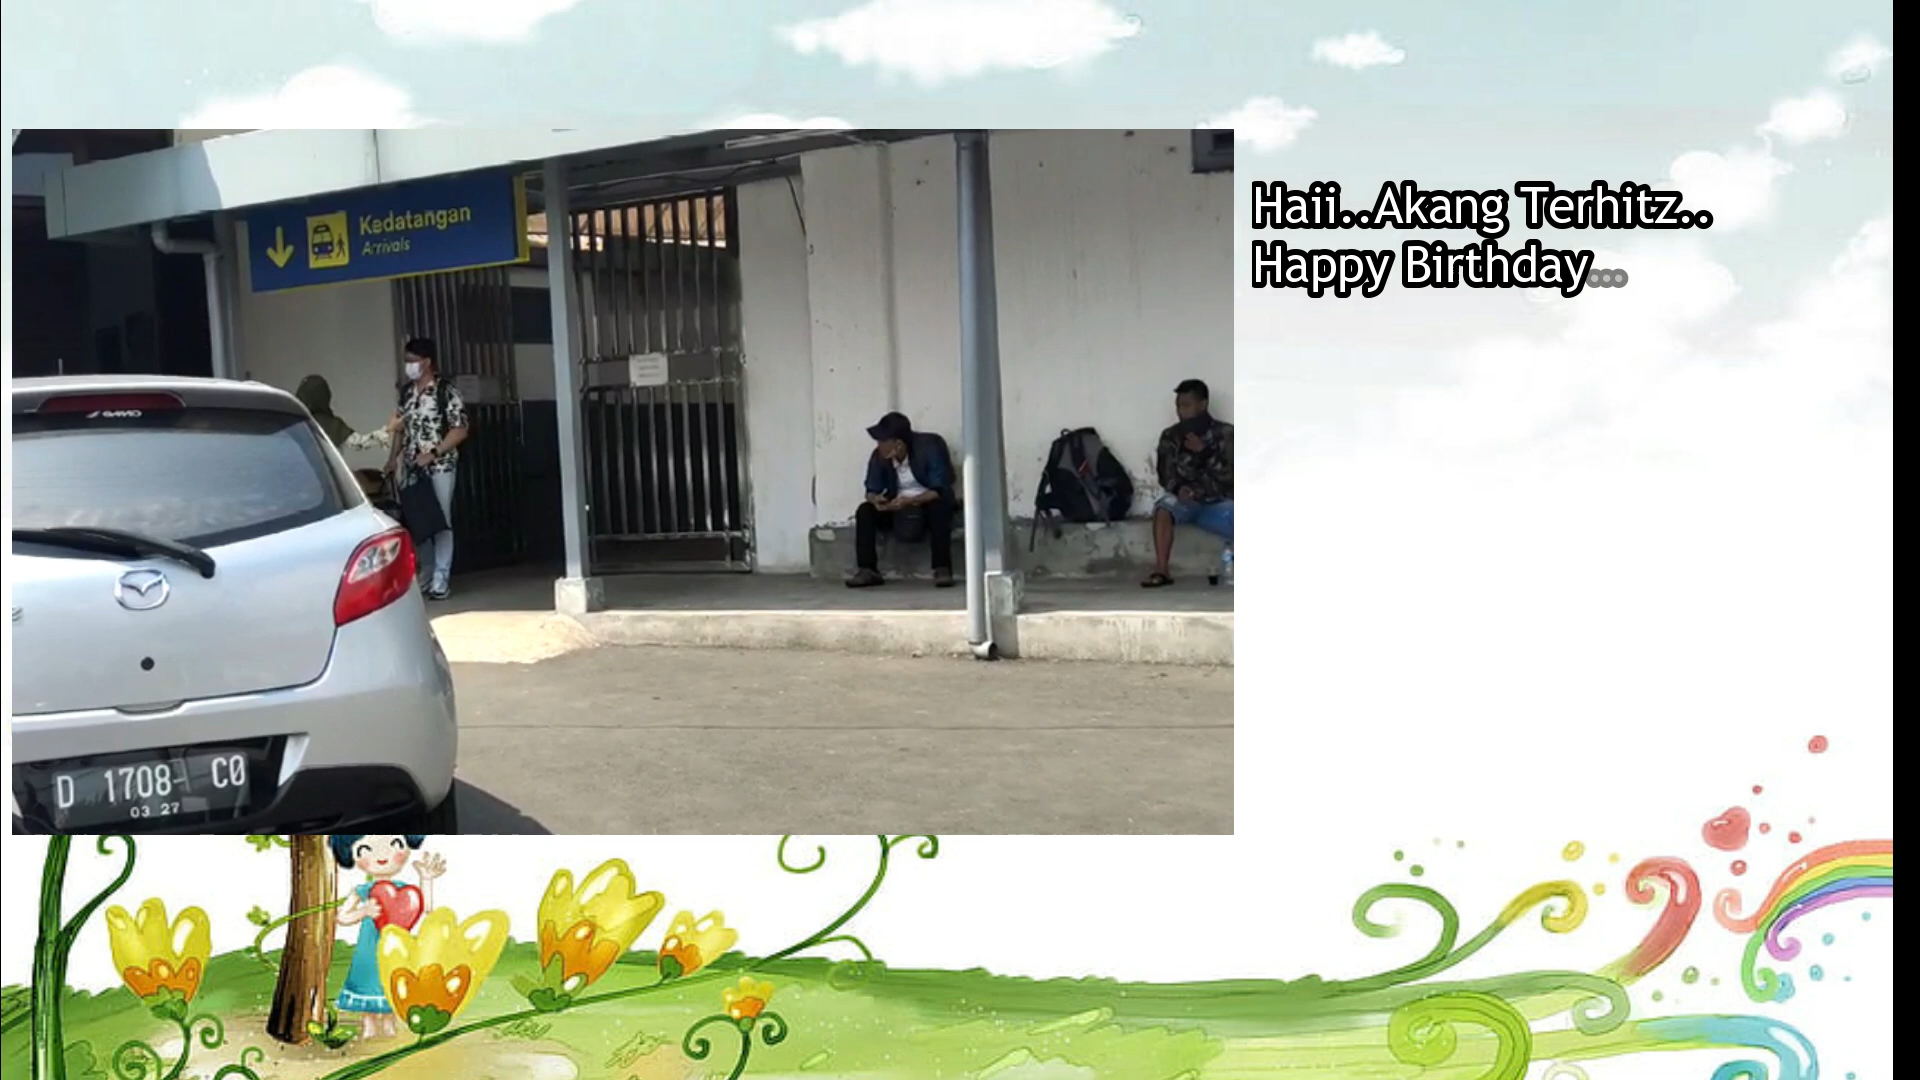 Haii..Akang Terhitz..
Happy Birthday...
Kedatangan
Arrivals
D 1708 CO
03 27